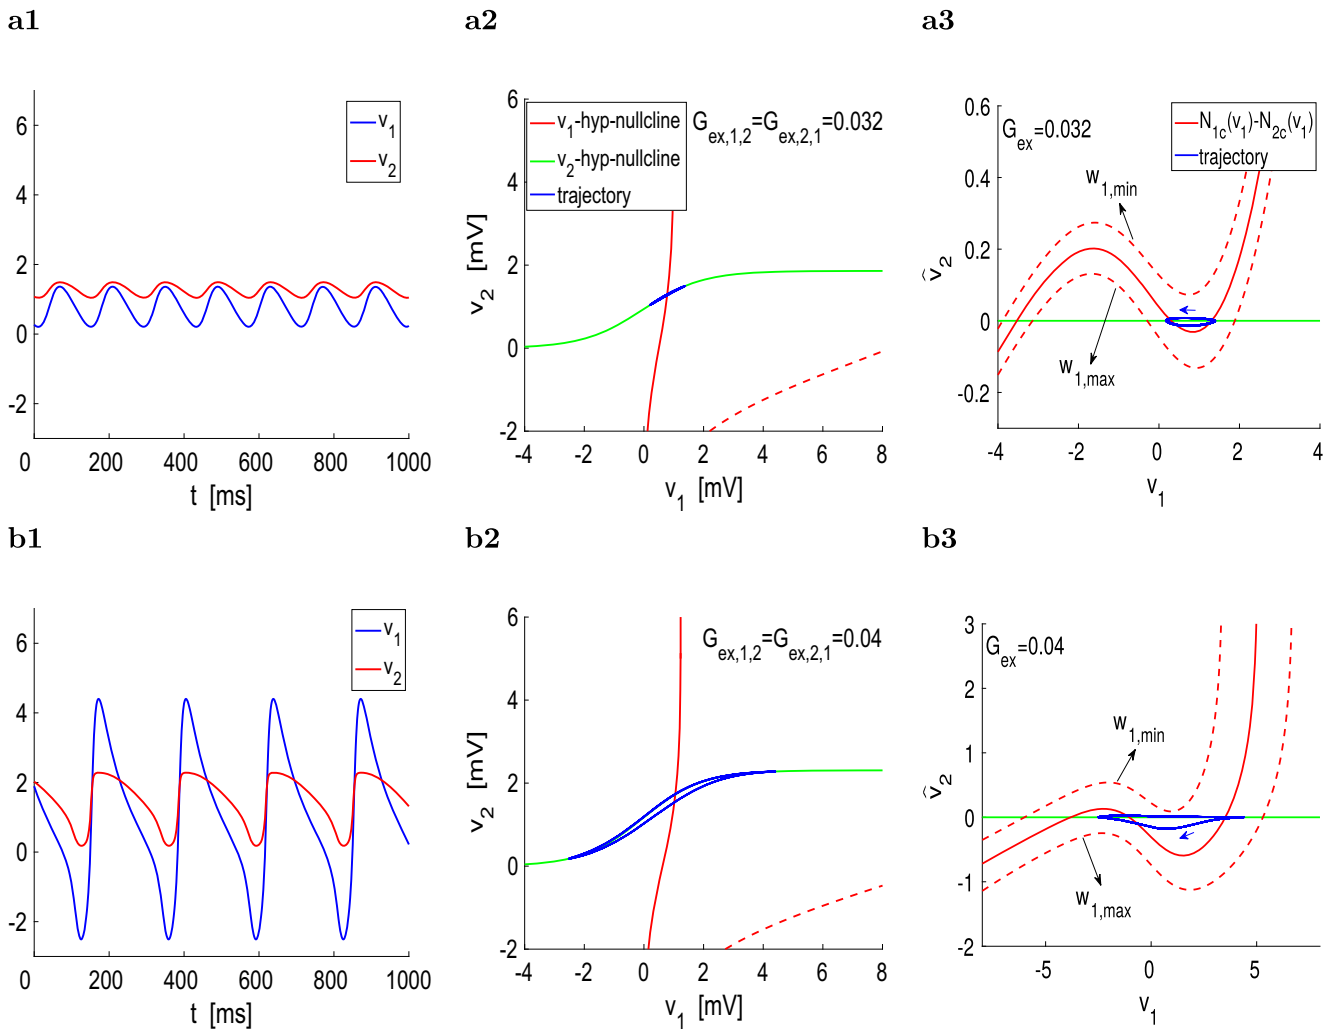 a1
v1
v2
6
4
2
0
-2
0 200 400 600 800 1000
t [ms]
a2
v1-hyp-nullcline
v2-hyp-nullcline
trajectory
Gex,1,2=Gex,2,1=0.032
v2 [mV]
6
4
2
0
-2
-4 -2 0 2 4 6 8
v1 [mV]
a3
Gex=0.032
N1c(v1)-N2c(v1)
trajectory
w1,min
w1,max
v̂2
0.6
0.4
0.2
0
-0.2
-4 -2 0 2 4
v1
b1
v1
v2
6
4
2
0
-2
0 200 400 600 800 1000
t [ms]
b2
Gex,1,2=Gex,2,1=0.04
v2 [mV]
6
4
2
0
-2
-4 -2 0 2 4 6 8
v1 [mV]
b3
Gex=0.04
w1,min
w1,max
v̂2
3
2
1
0
-1
-2
-5 0 5
v1